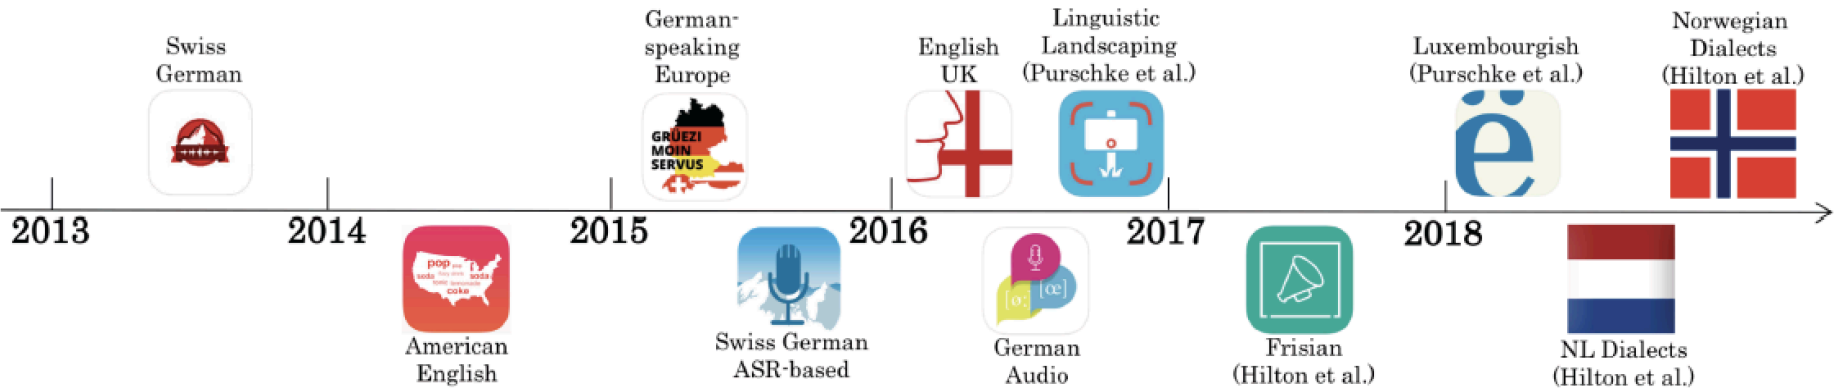 Swiss
German
German-
speaking
Europe
English
UK
Linguistic
Landscaping
(Purschke et al.)
Luxembourgish
(Purschke et al.)
Norwegian
Dialects
(Hilton et al.)
GRÜEZI
MOIN
SERVUS
ë
2013
2014
2015
2016
2017
2018
pop
soda
soda
coke
[ø:
[œ]
American
English
Swiss German
ASR-based
German
Audio
Frisian
(Hilton et al.)
NL Dialects
(Hilton et al.)